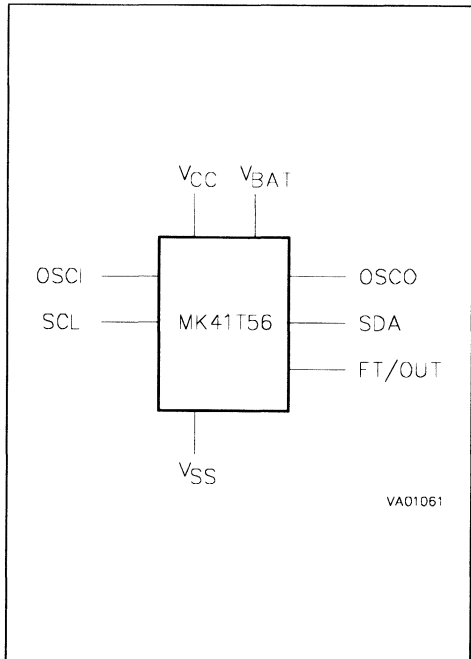 VCC VBAT
OSCI OSCO
SCL MK41T56 SDA
FT/OUT
VSS
VA01061